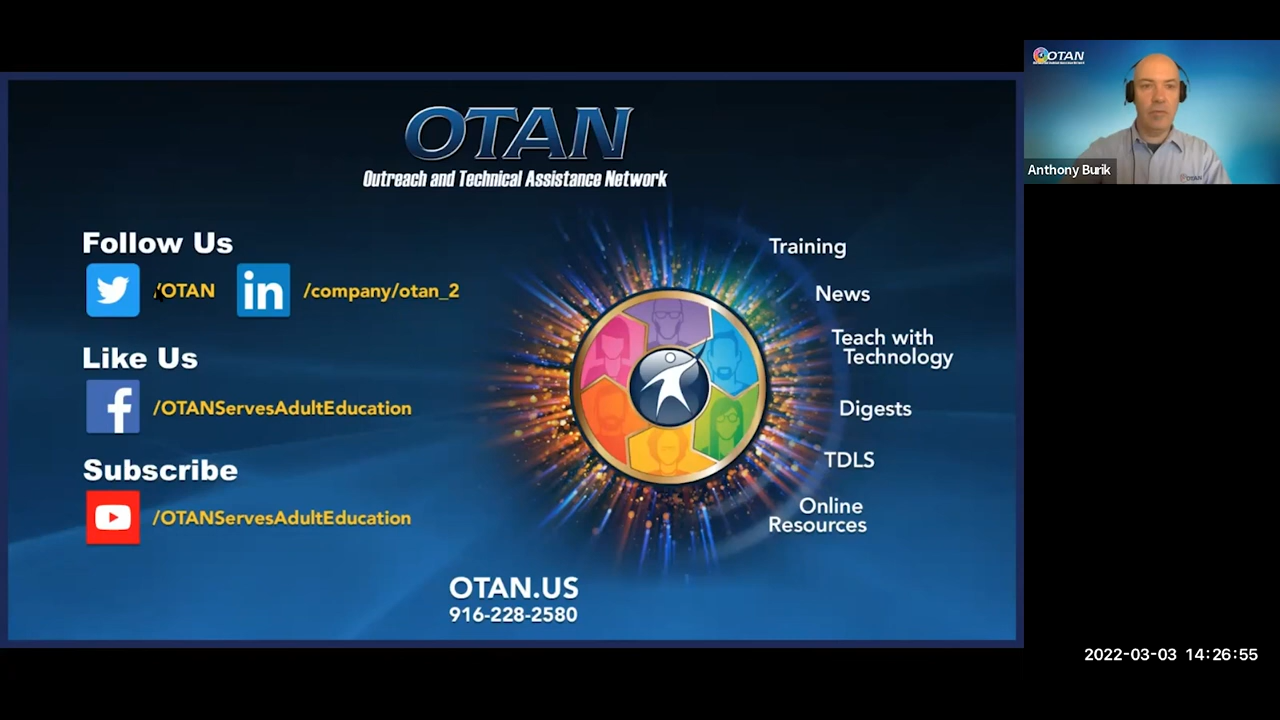 OTAN
Outreach and Technical Assistance Network
Follow Us
/OTAN
in
/company/otan_2
Like Us
f
/OTANServesAdultEducation
Subscribe
/OTANServesAdultEducation
Training
News
Teach with
Technology
Digests
TDLS
Online
Resources
OTAN.US
916-228-2580
OTAN
OTAN
Anthony Burik
2022-03-03 14:26:55